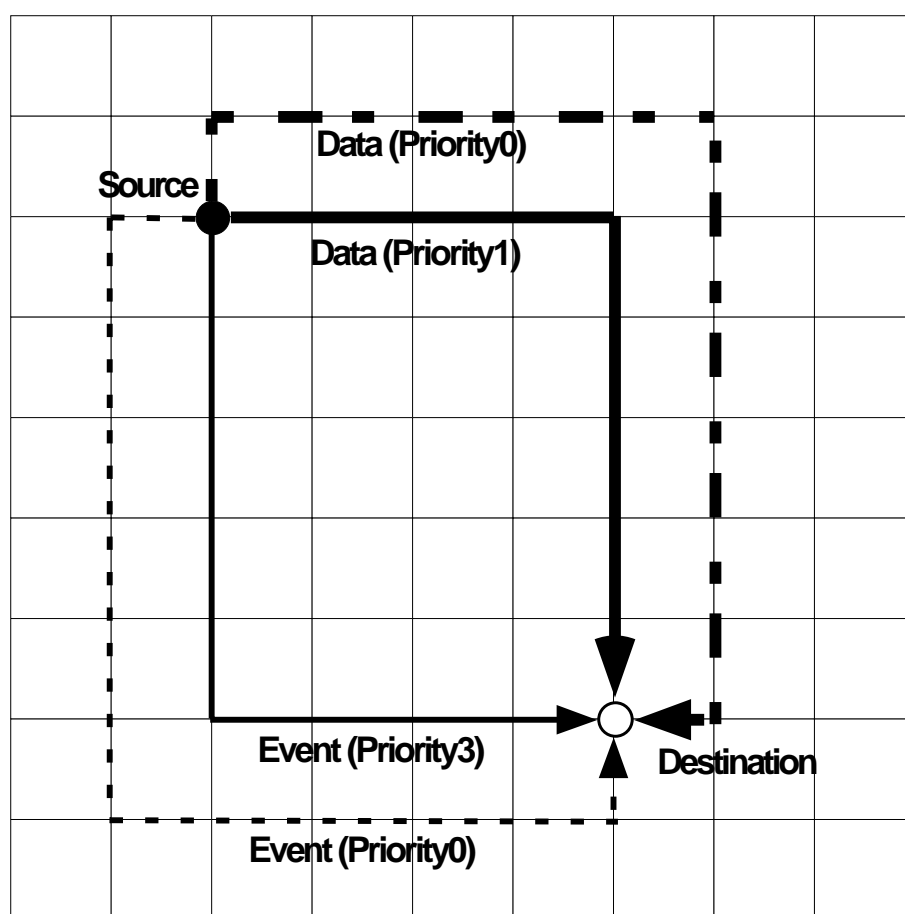 Data (Priority0)
Source
Data (Priority1)
Event (Priority3)
Destination
Event (Priority0)